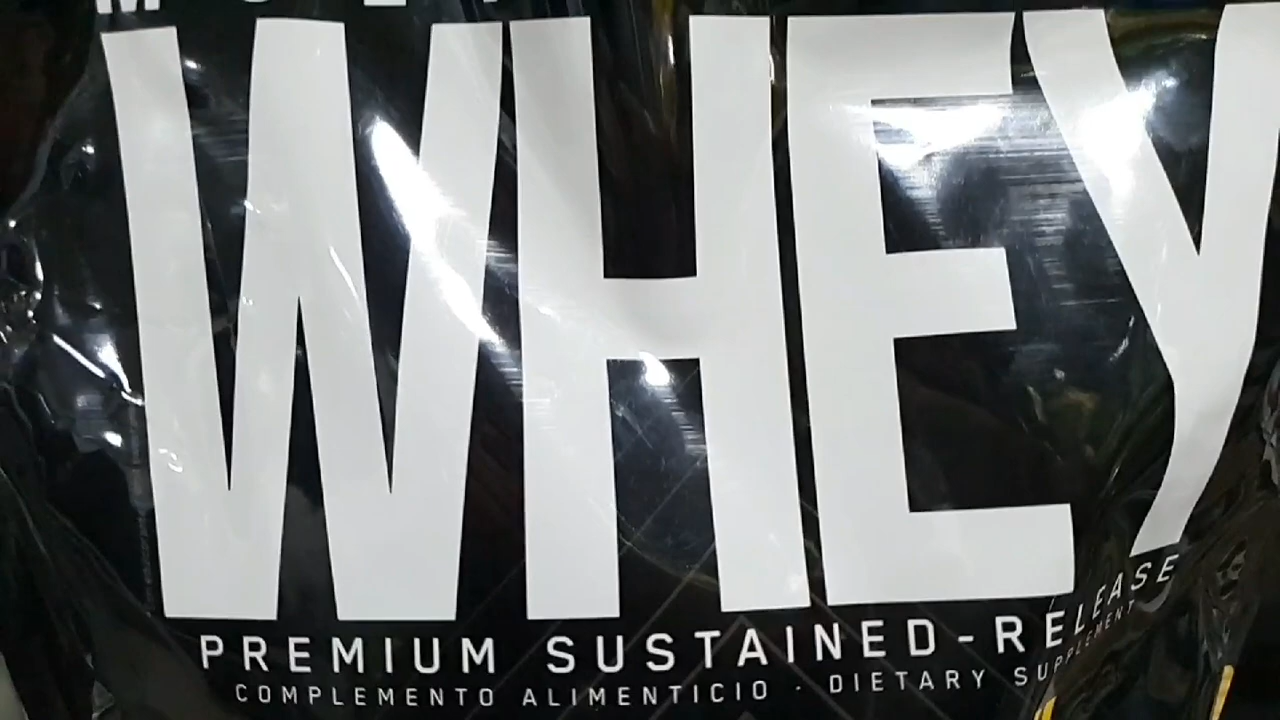 WHEY
PREMIUM SUSTAINED-RELEASE
COMPLEMENTO ALIMENTICIO · DIETARY SUPPLEMENT